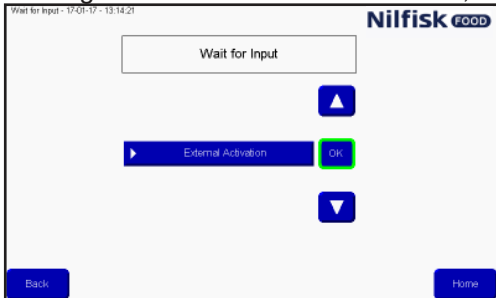 Wait for Input - 17-01-17 - 13:14:21
Nilfisk FOOD
Wait for Input
External Activation
OK
Back
Home